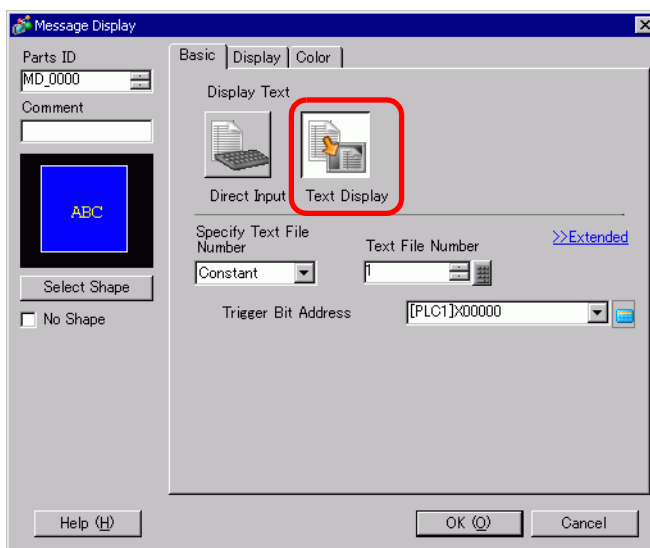 Message Display
Parts ID
MD_0000
Comment
ABC
Select Shape
No Shape
Basic Display Color
Display Text
Direct Input Text Display
Specify Text File
Number
Text File Number
>>Extended
Constant
1
Trigger Bit Address
[PLC1]X00000
Help (H)
OK (O)
Cancel